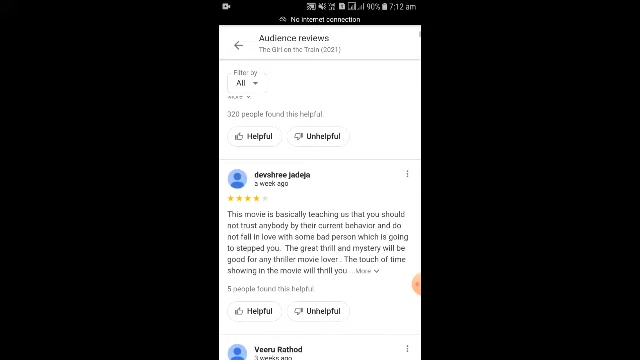 90% 7:12 am
No internet connection
Audience reviews
The Girl on the Train (2021)
Filter by
All
320 people found this helpful.
Helpful Unhelpful
devshree jadeja
a week ago
This movie is basically teaching us that you should
not trust anybody by their current behavior and do
not fall in love with some bad person which is going
to stepped you. The great thrill and mystery will be
good for any thriller movie lover . The touch of time
showing in the movie will thrill you ...More
5 people found this helpful.
Helpful Unhelpful
Veeru Rathod
3 weeks ago